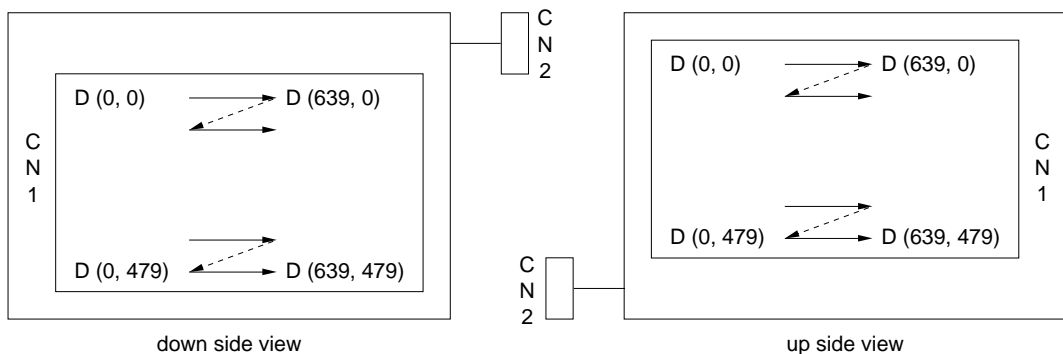 C
N
2
D (0, 0) D (639, 0)
C
N
1
D (0, 479) D (639, 479)
down side view
D (0, 0) D (639, 0)
C
N
1
D (0, 479) D (639, 479)
C
N
2
up side view